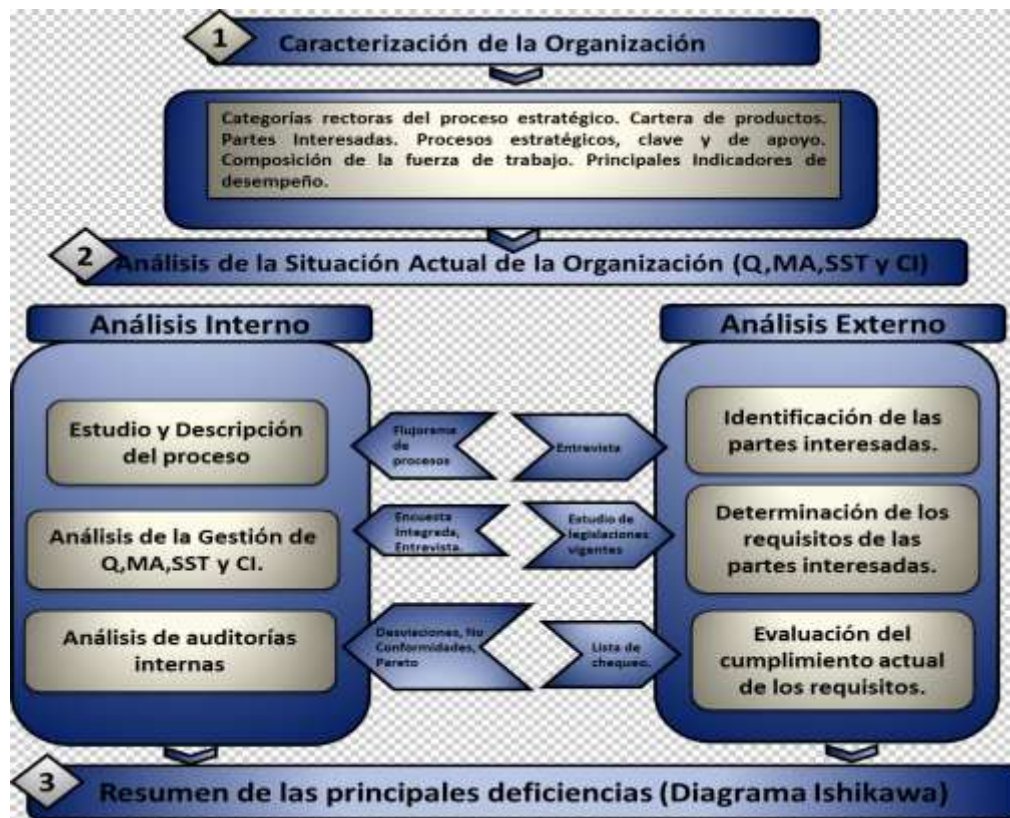 1
Caracterización de la Organización
Categorías rectoras del proceso estratégico. Cartera de productos.
Partes Interesadas. Procesos estratégicos, clave y de apoyo.
Composición de la fuerza de trabajo. Principales Indicadores de
desempeño.
2
Análisis de la Situación Actual de la Organización (Q,MA,SST y CI)
Análisis Interno
Estudio y Descripción
del proceso
Análisis de la Gestión de
Q,MA,SST y CI.
Análisis de auditorías
internas
de
procesos
Entrevista
Encuesta
Integrada,
Entrevista.
Estudio de
legislaciones
vigentes
Desviaciones, No
Conformidades,
Pareto
Lista de
chequeo.
Análisis Externo
Identificación de las
partes interesadas.
Determinación de los
requisitos de las
partes interesadas.
Evaluación del
cumplimiento actual
de los requisitos.
3
Resumen de las principales deficiencias (Diagrama Ishikawa)